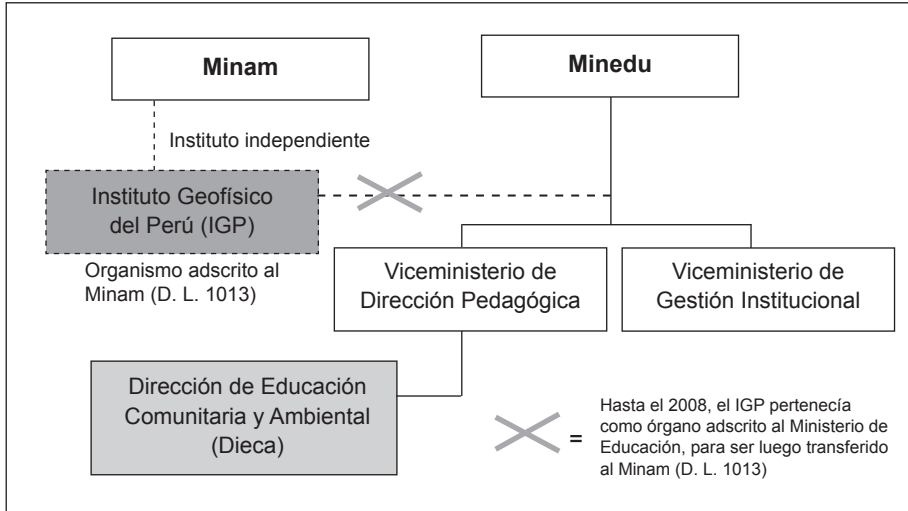 Minam
Minedu
Instituto independiente
Instituto Geofísico
del Perú (IGP)
Organismo adscrito al
Minam (D. L. 1013)
Viceministerio de
Dirección Pedagógica
Viceministerio de
Gestión Institucional
Dirección de Educación
Comunitaria y Ambiental
(Dieca)
=
Hasta el 2008, el IGP pertenecía
como órgano adscrito al Ministerio de
Educación, para ser luego transferido
al Minam (D. L. 1013)